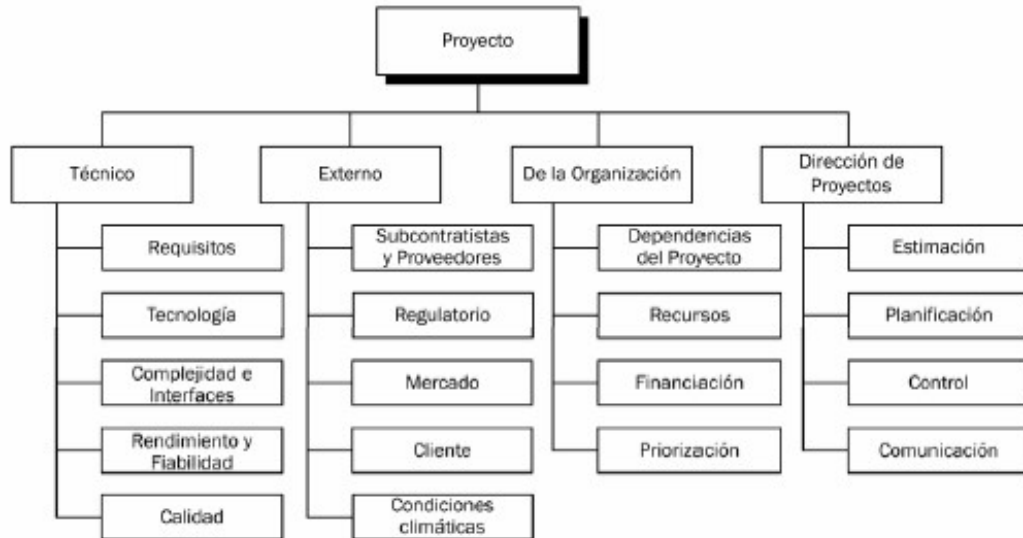 Proyecto
Técnico
Externo
De la Organización
Dirección de
Proyectos
Requisitos
Tecnología
Complejidad e
Interfaces
Rendimiento y
Fiabilidad
Calidad
Subcontratistas
y Proveedores
Regulatorio
Mercado
Cliente
Condiciones
climáticas
Dependencias
del Proyecto
Recursos
Financiación
Priorización
Estimación
Planificación
Control
Comunicación